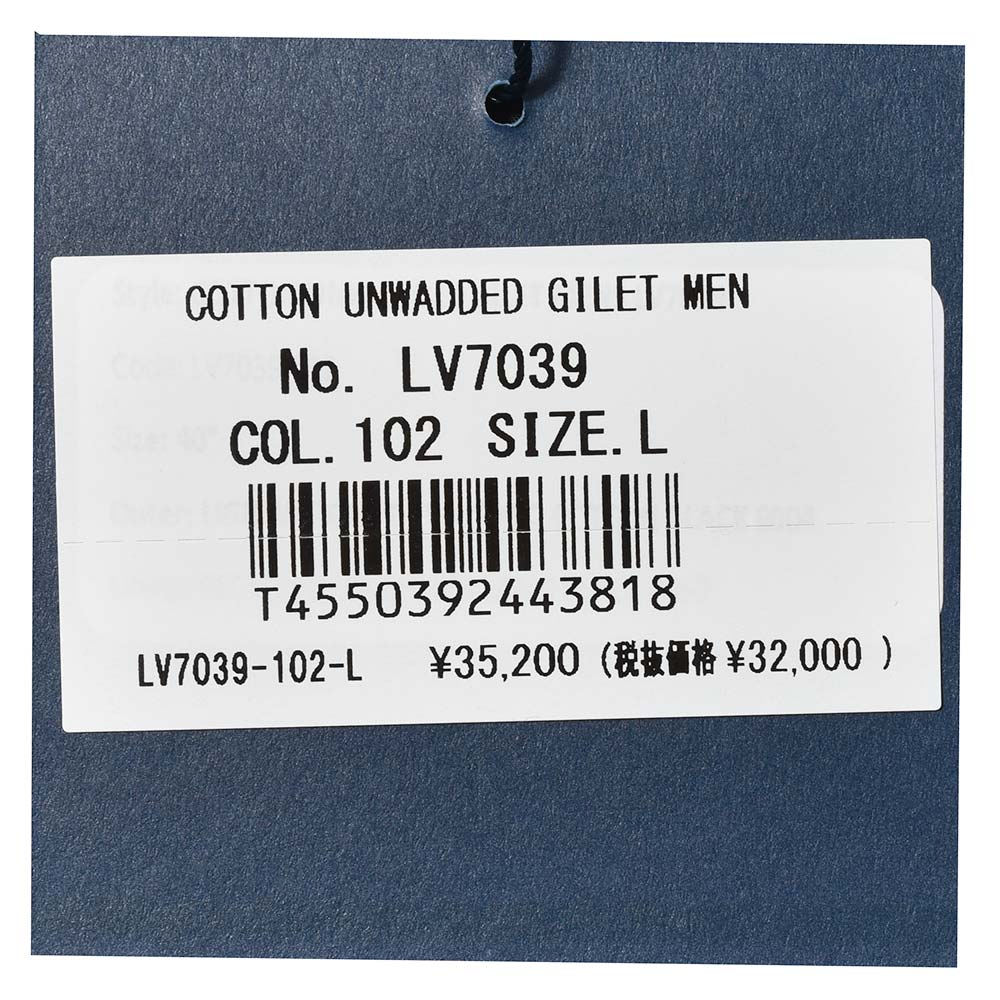 COTTON UNWADDED GILET MEN
No. LV7039
COL. 102 SIZE. L
T4550392443818
LV7039-102-L ¥35,200 (税抜価格 ¥32,000 )